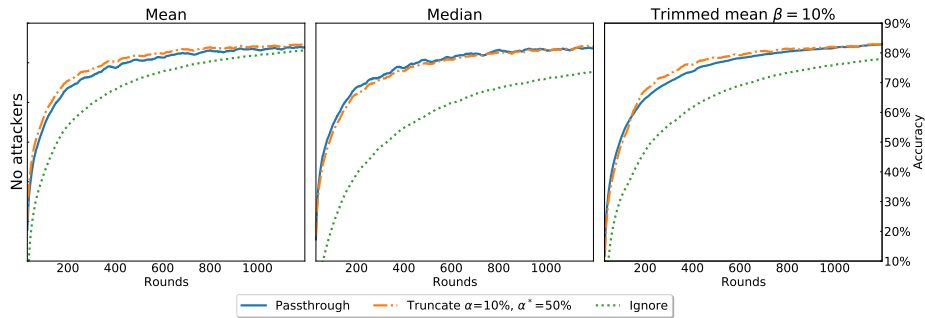 Mean
Median
Trimmed mean β = 10%
No attackers
90%
80%
70%
60%
50%
40%
30%
20%
10%
Accuracy
200 400 600 800 1000
200 400 600 800 1000
200 400 600 800 1000
Rounds
Rounds
Rounds
Passthrough
Truncate α=10%, α*=50%
Ignore